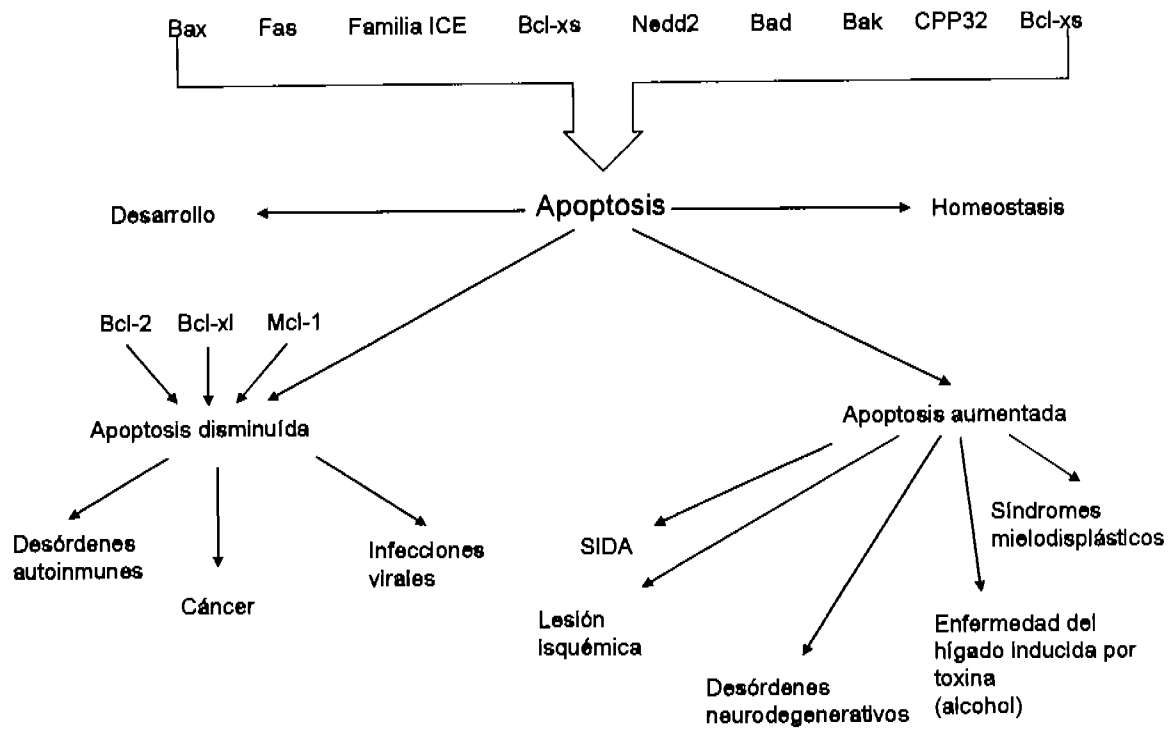 Bax Fas Familia ICE Bcl-xs Nedd2 Bad Bak CPP32 Bcl-xs
Apoptosis
Desarrollo
Homeostasis
Bcl-2 Bcl-xl Mcl-1
Apoptosis disminuída
Apoptosis aumentada
Desórdenes
autoinmunes
Cáncer
Infecciones
virales
SIDA
Lesión
isquémica
Desórdenes
neurodegenerativos
Enfermedad del
hígado inducida por
toxina
(alcohol)
Síndromes
mielodisplásticos